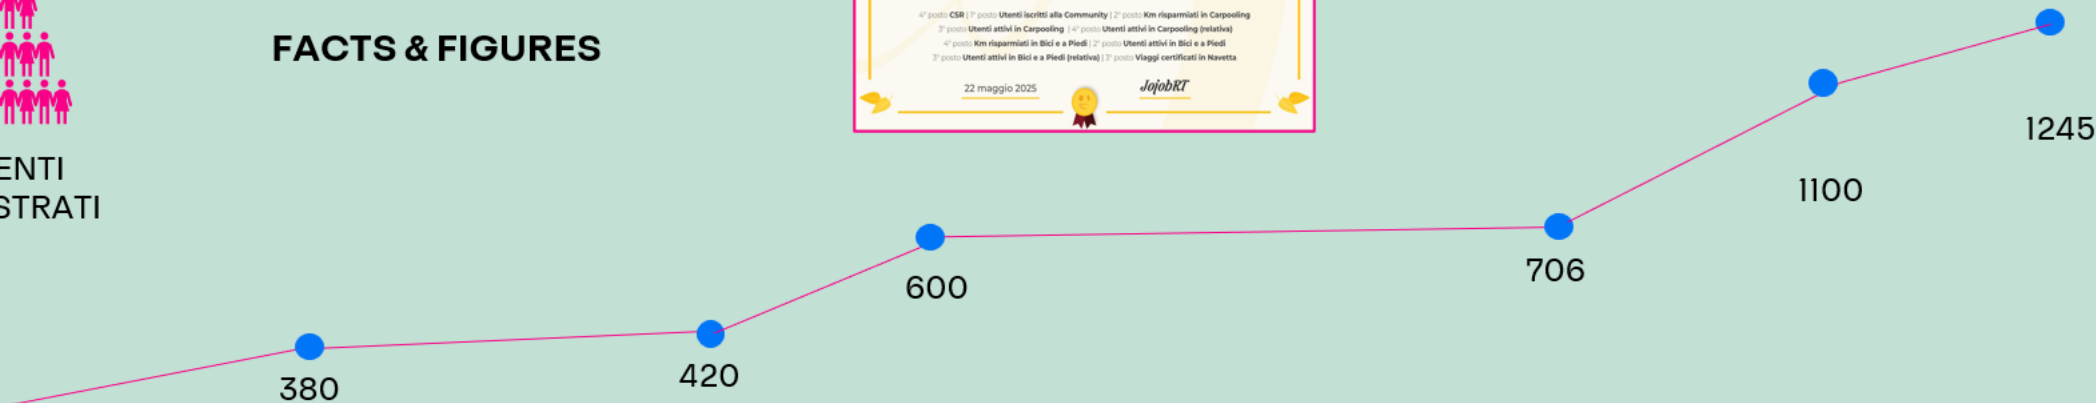 FACTS & FIGURES
4° posto CSR | 1° posto Utenti iscritti alla Community | 2° posto Km risparmiati in Carpooling
3° posto Utenti attivi in Carpooling | 4° posto Utenti attivi in Carpooling (relativa)
4° posto Km risparmiati in Bici e a Piedi | 2° posto Utenti attivi in Bici e a Piedi
3° posto Utenti attivi in Bici e a Piedi (relativa) | 3° posto Viaggi certificati in Navetta
22 maggio 2025
JojobRT
ENTI
STRATI
380
420
600
706
1100
1245